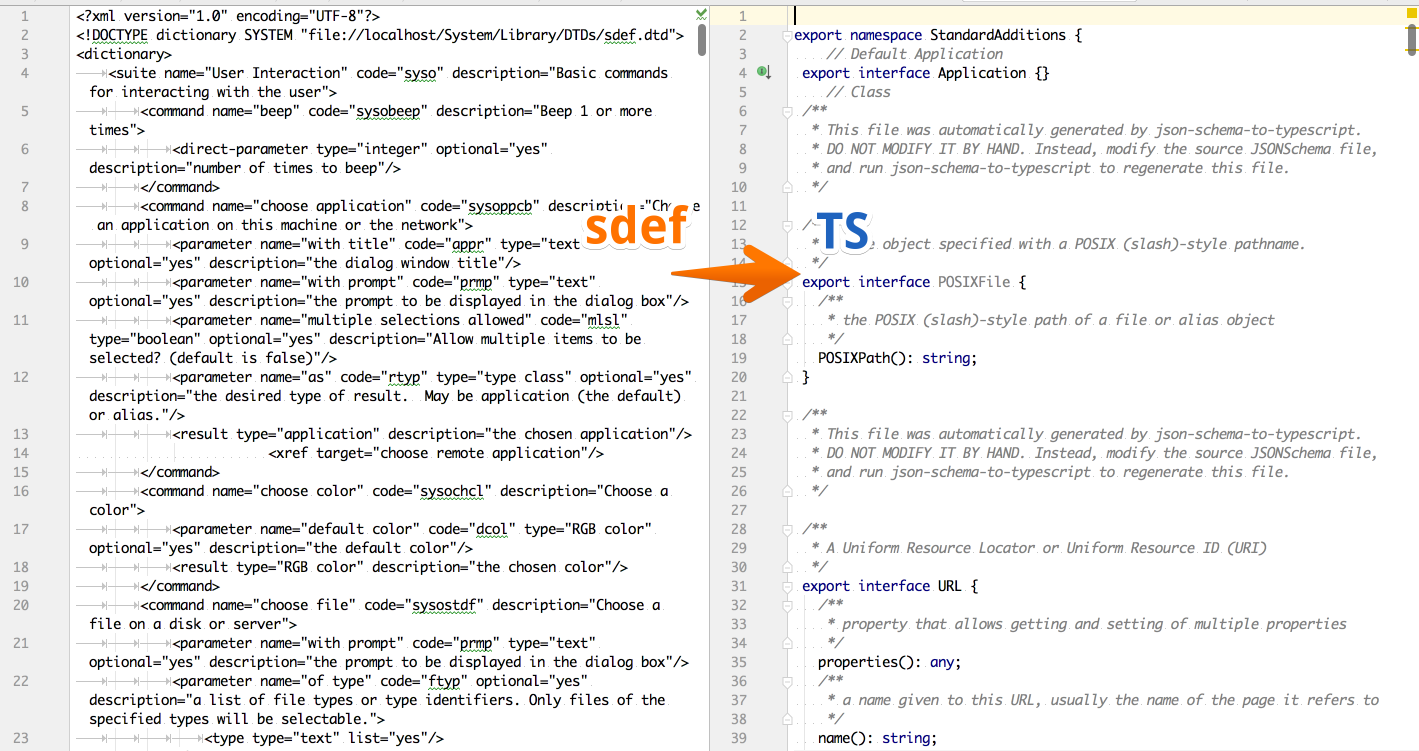 1 <?xml version="1.0" encoding="UTF-8"?>
2 <!DOCTYPE dictionary SYSTEM "file://localhost/System/Library/DTDs/sdef.dtd">
3 <dictionary>
4 <suite name="User Interaction" code="syso" description="Basic commands
for interacting with the user">
5 <command name="beep" code="sysobeep" description="Beep 1 or more
times">
6 <direct-parameter type="integer" optional="yes"
description="number of times to beep"/>
7 </command>
8 <command name="choose application" code="sysoppcb" description="Cho e
an application on this machine or the network">
9 <parameter name="with title" code="appr" type="text
optional="yes" description="the dialog window title"/>
10 <parameter name="with prompt" code="prmp" type="text"
optional="yes" description="the prompt to be displayed in the dialog box"/>
11 <parameter name="multiple selections allowed" code="mlsl"
type="boolean" optional="yes" description="Allow multiple items to be
selected? (default is false)"/>
12 <parameter name="as" code="rtyp" type="type class" optional="yes"
description="the desired type of result.  May be application (the default)
or alias."/>
13 <result type="application" description="the chosen application"/>
14 <xref target="choose remote application"/>
15 </command>
16 <command name="choose color" code="sysochcl" description="Choose a
color">
17 <parameter name="default color" code="dcol" type="RGB color"
optional="yes" description="the default color"/>
18 <result type="RGB color" description="the chosen color"/>
19 </command>
20 <command name="choose file" code="sysostdf" description="Choose a
file on a disk or server">
21 <parameter name="with prompt" code="prmp" type="text"
optional="yes" description="the prompt to be displayed in the dialog box"/>
22 <parameter name="of type" code="ftyp" optional="yes"
description="a list of file types or type identifiers. Only files of the
specified types will be selectable.">
23 <type type="text" list="yes"/>
sdef
TS
1
2 export namespace StandardAdditions {
3 // Default Application
4 export interface Application {}
5 // Class
6 /**
7 * This file was automatically generated by json-schema-to-typescript.
8 * DO NOT MODIFY IT BY HAND. Instead, modify the source JSONSchema file,
9 * and run json-schema-to-typescript to regenerate this file.
10 */
11
12 /
13 * object specified with a POSIX (slash)-style pathname.
14 */
15 export interface POSIXFile {
16 /**
17 * the POSIX (slash)-style path of a file or alias object
18 */
19 POSIXPath(): string;
20 }
21
22 /**
23 * This file was automatically generated by json-schema-to-typescript.
24 * DO NOT MODIFY IT BY HAND. Instead, modify the source JSONSchema file,
25 * and run json-schema-to-typescript to regenerate this file.
26 */
27
28 /**
29 * A Uniform Resource Locator or Uniform Resource ID (URI)
30 */
31 export interface URL {
32 /**
33 * property that allows getting and setting of multiple properties
34 */
35 properties(): any;
36 /**
37 * a name given to this URL, usually the name of the page it refers to
38 */
39 name(): string;